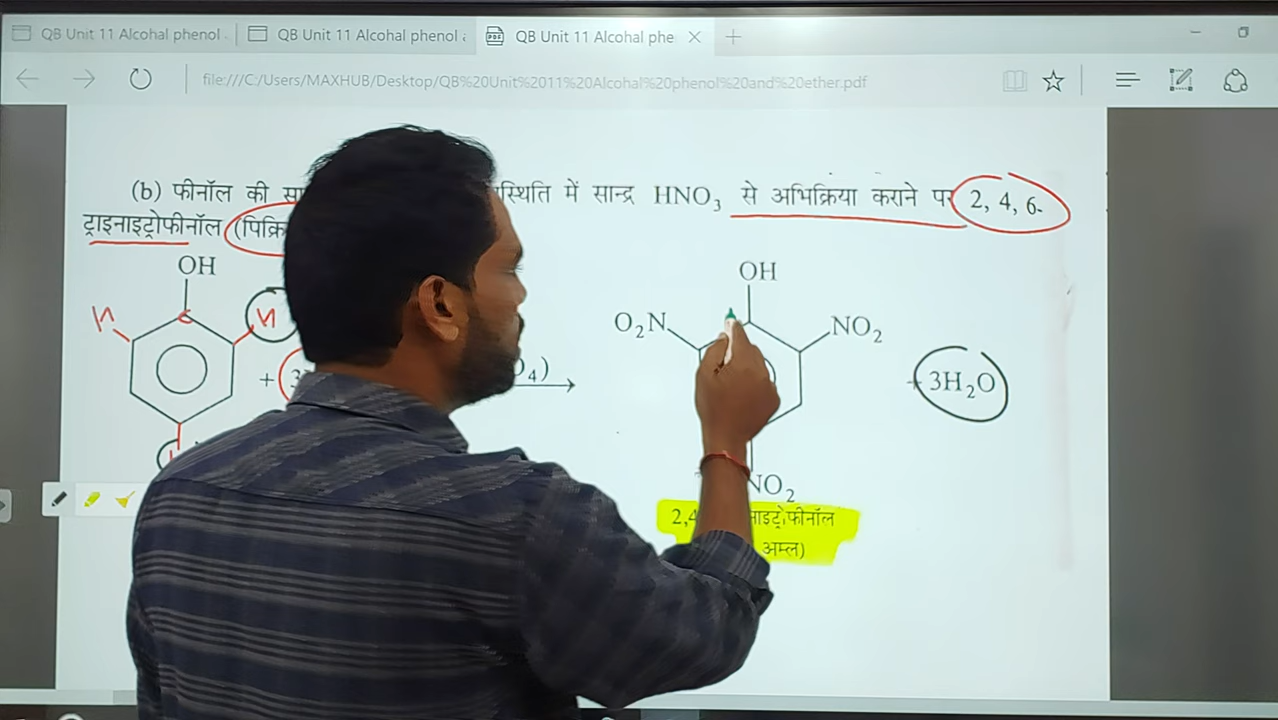 QB Unit 11 Alcohal phenol
QB Unit 11 Alcohal phenol a
QB Unit 11 Alcohal phe
file:///C:/Users/MAXHUB/Desktop/QB%20Unit%2011%20Alcohal%20phenol%20and%20ether.pdf
(b) फीनॉल की सा स्थिति में सान्द्र HNO3 से अभिक्रिया कराने पर 2, 4, 6-
ट्राइनाइट्रोफीनॉल (पिक्रि
OH
OH
H
H
O2N
NO2
+ 3
O4)
+ 3H2O
NO2
2,4 नाइट्रोफीनॉल
अम्ल)